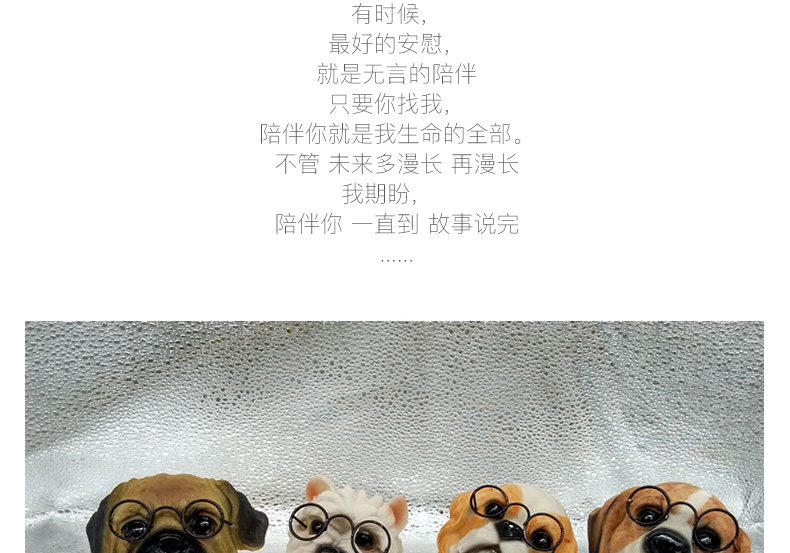 有时候,
最好的安慰,
就是无言的陪伴
只要你找我,
陪伴你就是我生命的全部。
不管 未来多漫长 再漫长
我期盼,
陪伴你 一直到 故事说完
......